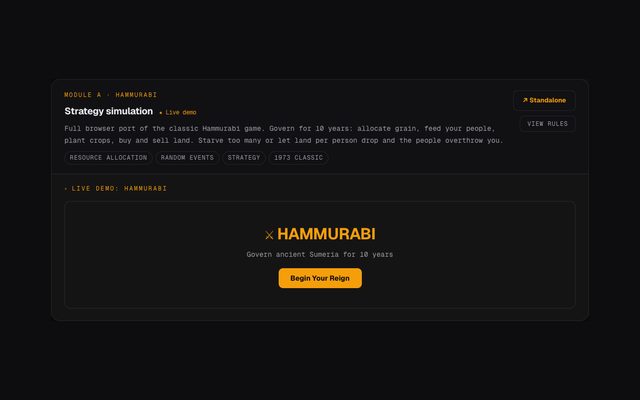 MODULE A · HAMMURABI
↗ Standalone
Strategy simulation
● Live demo
VIEW RULES
Full browser port of the classic Hammurabi game. Govern for 10 years: allocate grain, feed your people,
plant crops, buy and sell land. Starve too many or let land per person drop and the people overthrow you.
RESOURCE ALLOCATION
RANDOM EVENTS
STRATEGY
1973 CLASSIC
LIVE DEMO: HAMMURABI
⚔ HAMMURABI
Govern ancient Sumeria for 10 years
Begin Your Reign